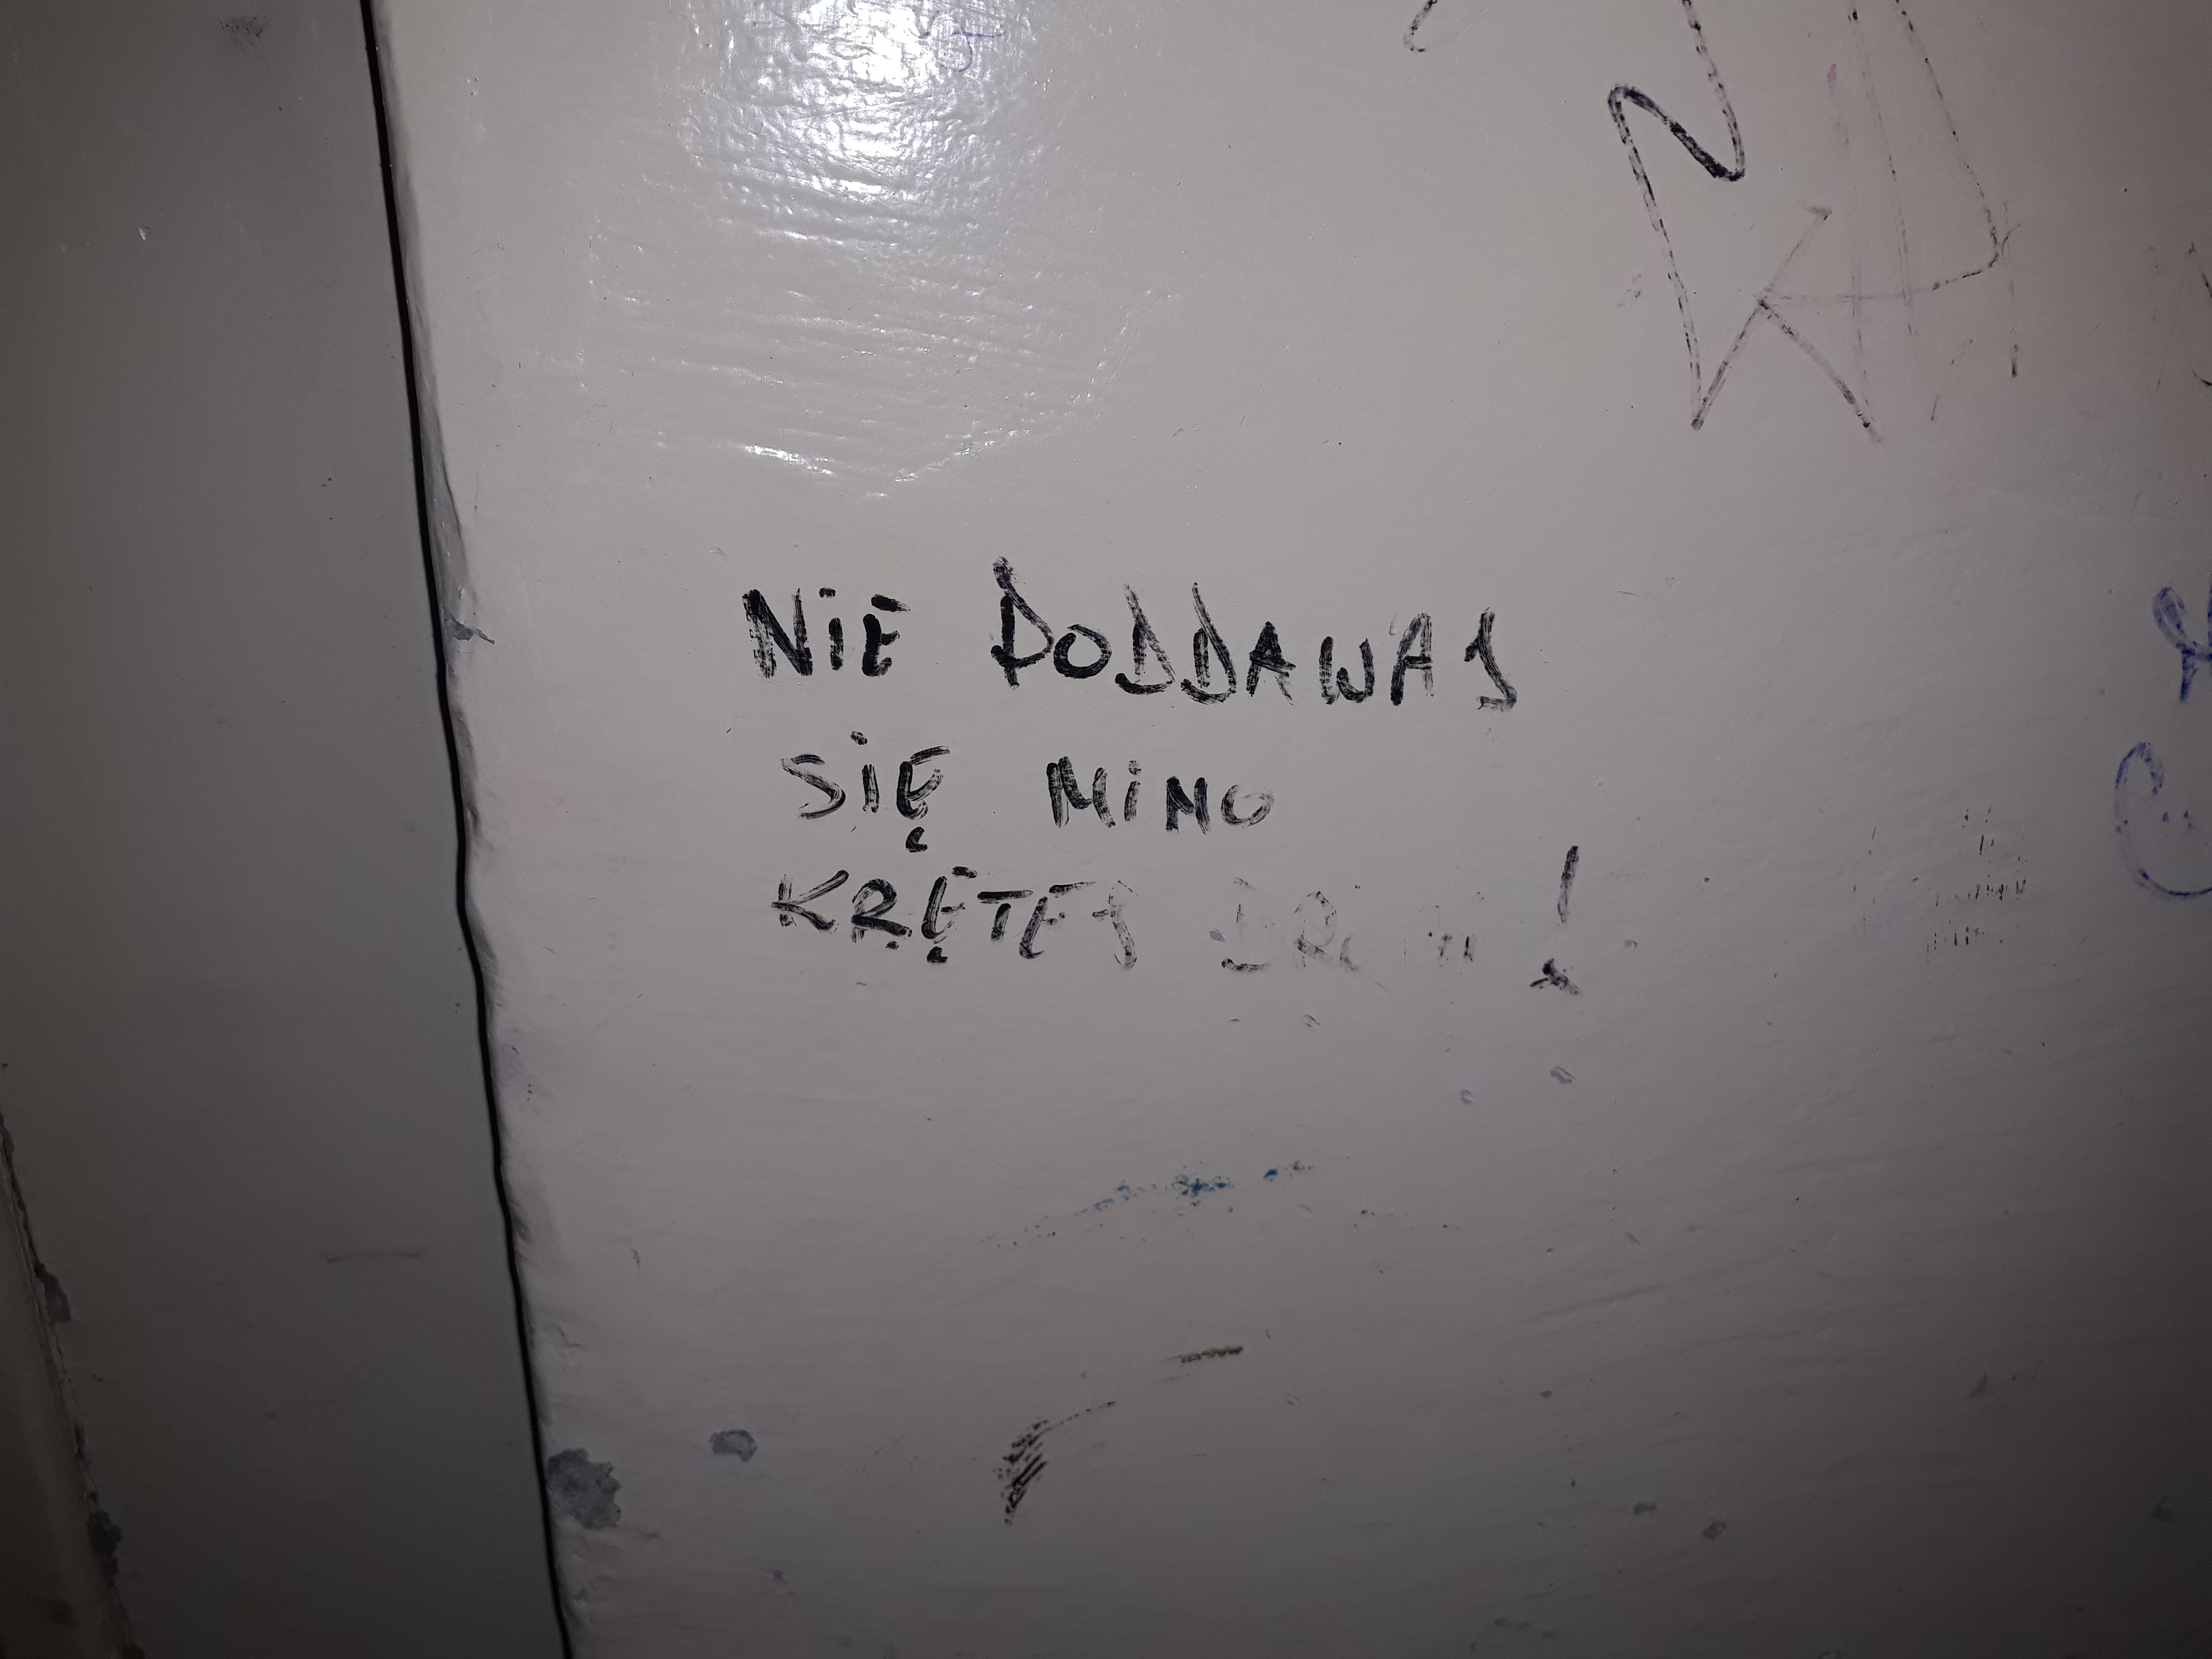 NiE PODDAWAJ
SiĘ MiMO
KRĘTEJ !